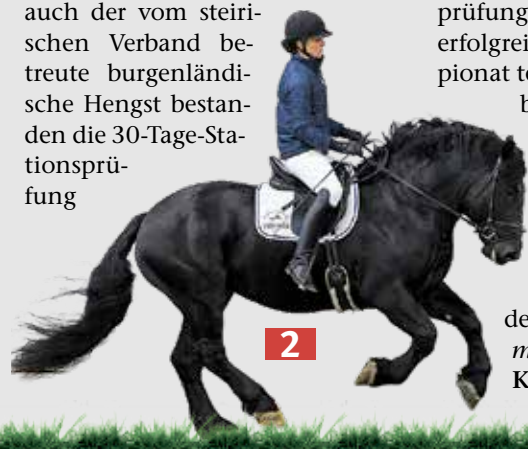 auch der vom steiri-
schen Verband be-
treute burgenländi-
sche Hengst bestan-
den die 30-Tage-Sta-
tionsprü-
fung
prüfung
erfolgrei
pionat t
b
2
de
m
K